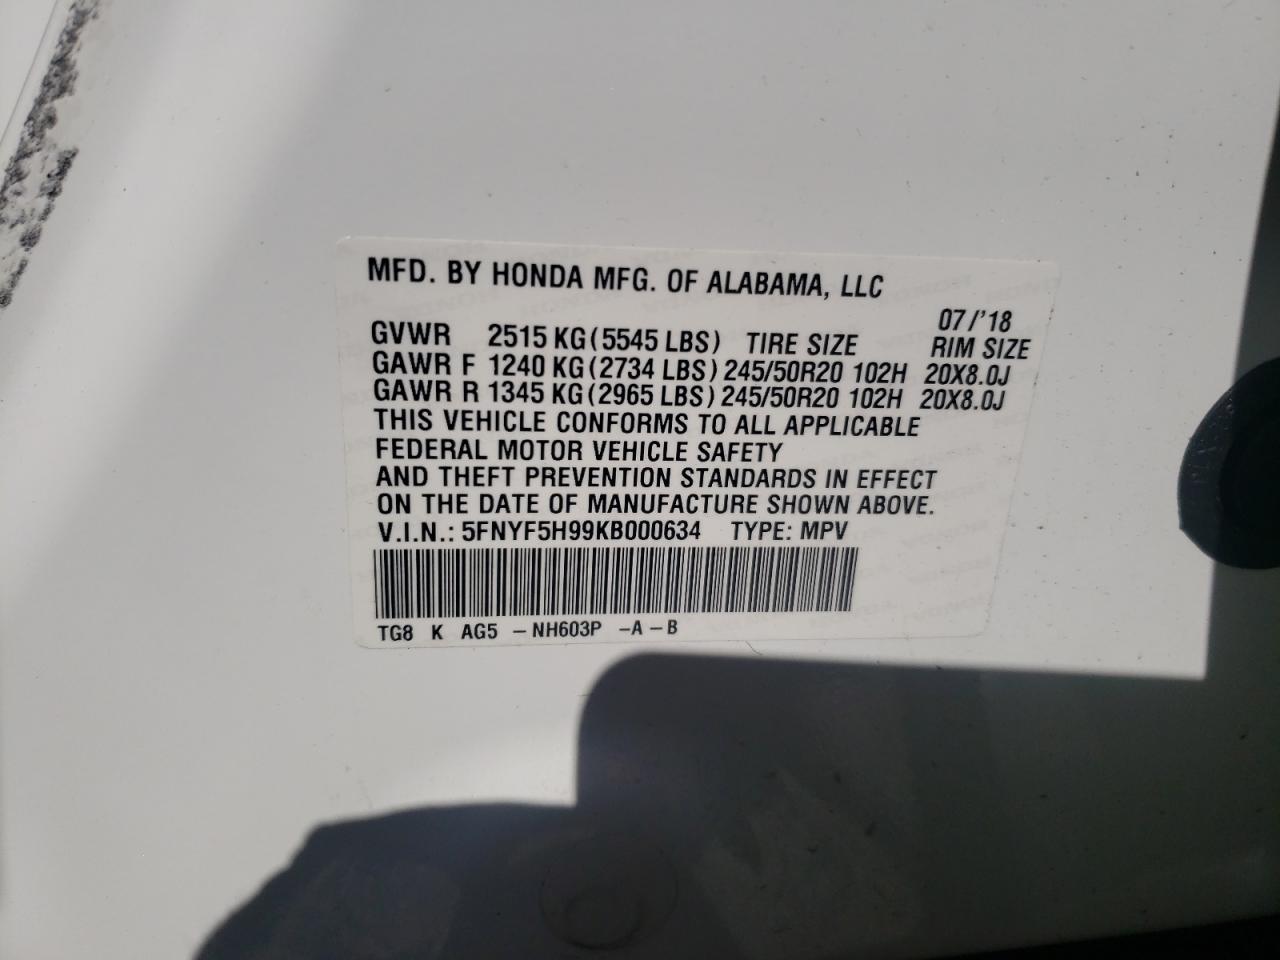 MFD. BY HONDA MFG. OF ALABAMA, LLC
07/'18
GVWR 2515 KG (5545 LBS) TIRE SIZE RIM SIZE
GAWR F 1240 KG (2734 LBS) 245/50R20 102H 20X8.0J
GAWR R 1345 KG (2965 LBS) 245/50R20 102H 20X8.0J
THIS VEHICLE CONFORMS TO ALL APPLICABLE
FEDERAL MOTOR VEHICLE SAFETY
AND THEFT PREVENTION STANDARDS IN EFFECT
ON THE DATE OF MANUFACTURE SHOWN ABOVE.
V.I.N.: 5FNYF5H99KB000634 TYPE: MPV
TG8 K AG5 –NH603P –A–B